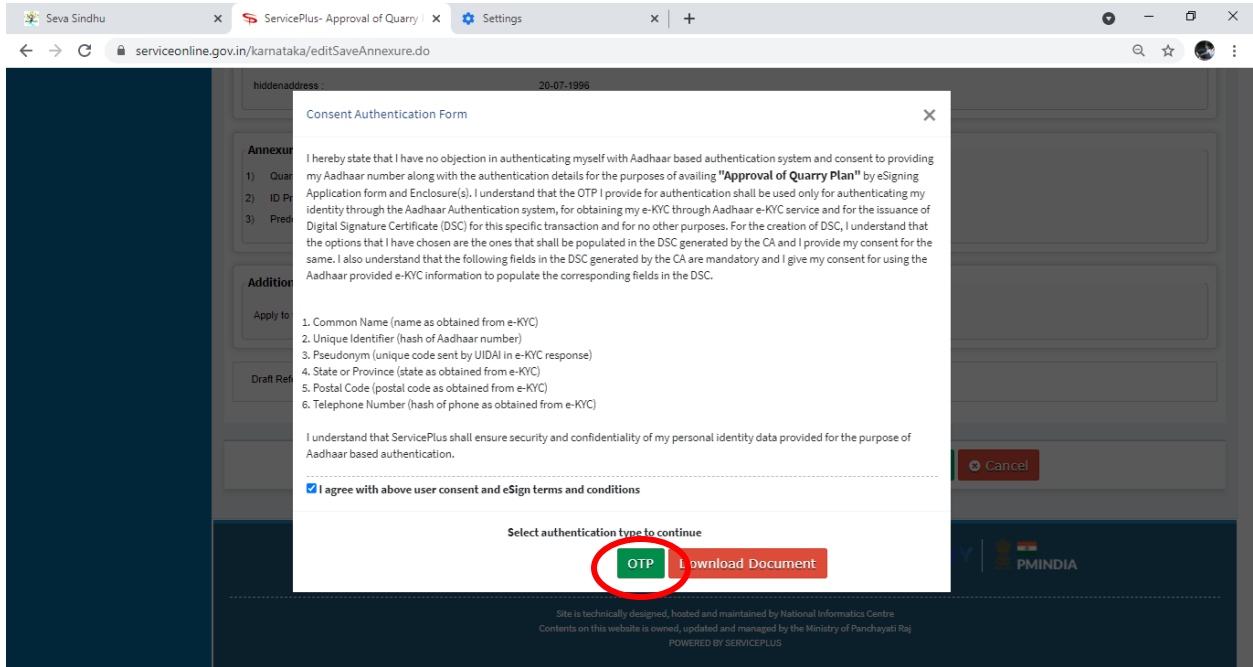 Seva Sindhu
ServicePlus- Approval of Quarry
Settings
serviceonline.gov.in/karnataka/editSaveAnnexure.do
hiddenaddress : 20-07-1996
Consent Authentication Form
Annexur
1) Quar
2) ID Pr
3) Prede
I hereby state that I have no objection in authenticating myself with Aadhaar based authentication system and consent to providing
my Aadhaar number along with the authentication details for the purposes of availing "Approval of Quarry Plan" by eSigning
Application form and Enclosure(s). I understand that the OTP I provide for authentication shall be used only for authenticating my
identity through the Aadhaar Authentication system, for obtaining my e-KYC through Aadhaar e-KYC service and for the issuance of
Digital Signature Certificate (DSC) for this specific transaction and for no other purposes. For the creation of DSC, I understand that
the options that I have chosen are the ones that shall be populated in the DSC generated by the CA and I provide my consent for the
same. I also understand that the following fields in the DSC generated by the CA are mandatory and I give my consent for using the
Aadhaar provided e-KYC information to populate the corresponding fields in the DSC.
Addition
Apply to
1. Common Name (name as obtained from e-KYC)
2. Unique Identifier (hash of Aadhaar number)
3. Pseudonym (unique code sent by UIDAI in e-KYC response)
4. State or Province (state as obtained from e-KYC)
5. Postal Code (postal code as obtained from e-KYC)
6. Telephone Number (hash of phone as obtained from e-KYC)
Draft Refe
I understand that ServicePlus shall ensure security and confidentiality of my personal identity data provided for the purpose of
Aadhaar based authentication.
Cancel
I agree with above user consent and eSign terms and conditions
Select authentication type to continue
OTP Download Document
Y PMINDIA
Site is technically designed, hosted and maintained by National Informatics Centre
Contents on this website is owned, updated and managed by the Ministry of Panchayati Raj
POWERED BY SERVICEPLUS